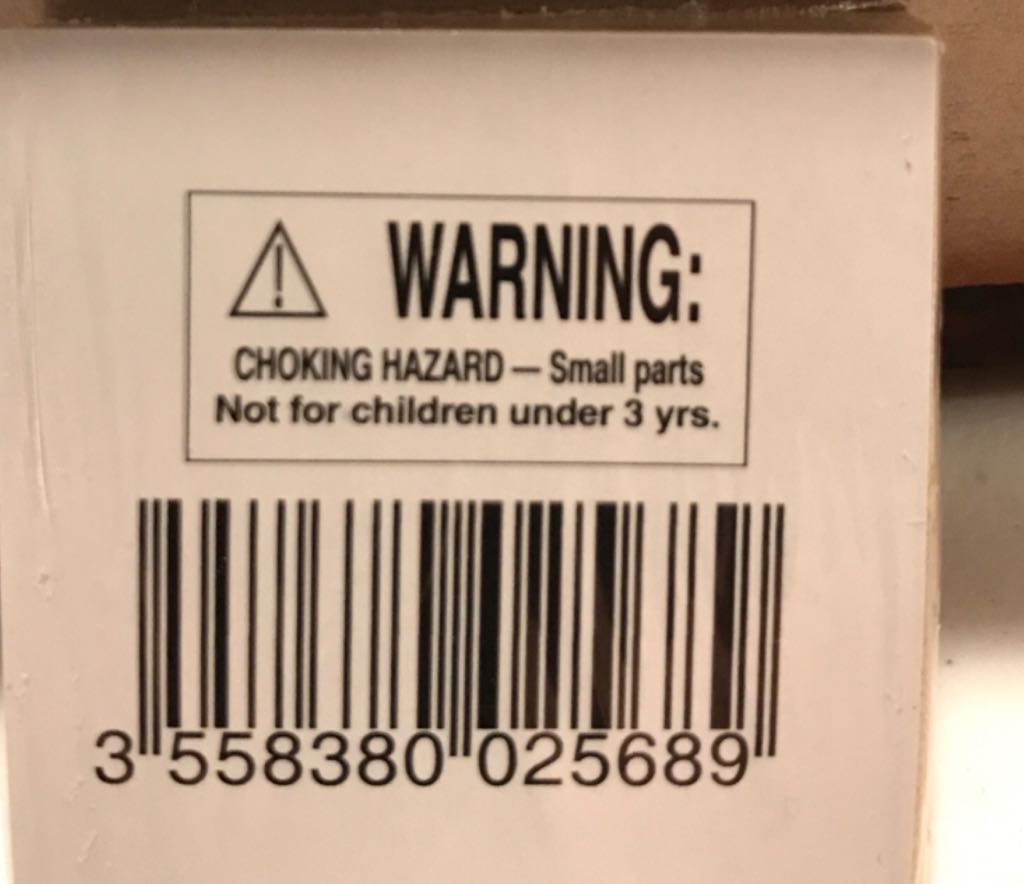 WARNING:
CHOKING HAZARD — Small parts
Not for children under 3 yrs.
3 558380 025689